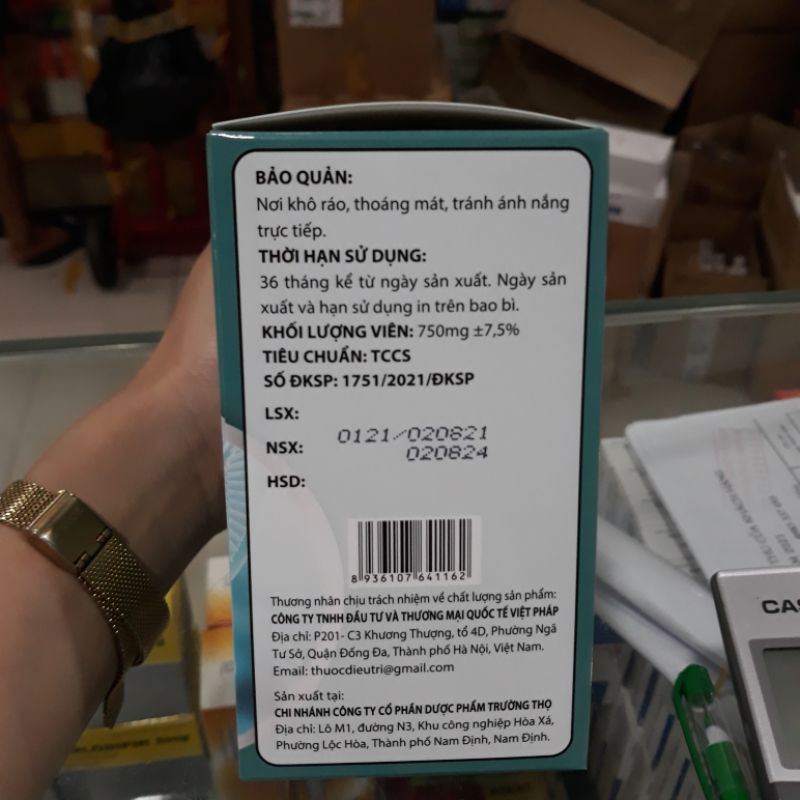 BẢO QUẢN:
Nơi khô ráo, thoáng mát, tránh ánh nắng
trực tiếp.
THỜI HẠN SỬ DỤNG:
36 tháng kể từ ngày sản xuất. Ngày sản
xuất và hạn sử dụng in trên bao bì.
KHỐI LƯỢNG VIÊN: 750mg ±7,5%
TIÊU CHUẨN: TCCS
SỐ ĐKSP: 1751/2021/ĐKSP
LSX:
0121/020821
NSX:
020824
HSD:
8 936107 641162
Thương nhân chịu trách nhiệm về chất lượng sản phẩm:
CÔNG TY TNHH ĐẦU TƯ VÀ THƯƠNG MẠI QUỐC TẾ VIỆT PHÁP
Địa chỉ: P201- C3 Khương Thượng, tổ 4D, Phường Ngã
Tư Sở, Quận Đống Đa, Thành phố Hà Nội, Việt Nam.
Email: thuocdieutri@gmail.com
Sản xuất tại:
CHI NHÁNH CÔNG TY CỔ PHẦN DƯỢC PHẨM TRƯỜNG THỌ
Địa chỉ: Lô M1, đường N3, Khu công nghiệp Hòa Xá,
Phường Lộc Hòa, Thành phố Nam Định, Nam Định.
CAS